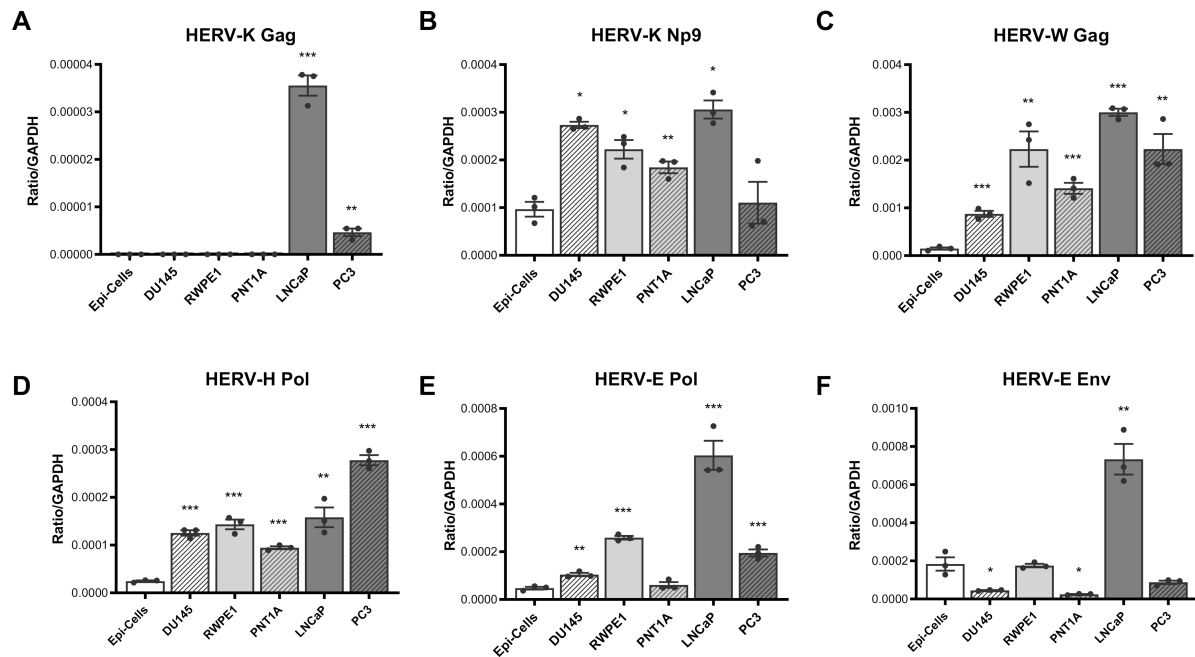 A
HERV-K Gag
Ratio/GAPDH
0.00004
0.00003
0.00002
0.00001
0.00000
***
**
Epi-Cells
DU145
RWPE1
PNT1A
LNCaP
PC3
B
HERV-K Np9
Ratio/GAPDH
0.0004
0.0003
0.0002
0.0001
0.0000
*
*
**
*
Epi-Cells
DU145
RWPE1
PNT1A
LNCaP
PC3
C
HERV-W Gag
Ratio/GAPDH
0.004
0.003
0.002
0.001
0.000
***
**
***
***
**
Epi-Cells
DU145
RWPE1
PNT1A
LNCaP
PC3
D
HERV-H Pol
Ratio/GAPDH
0.0004
0.0003
0.0002
0.0001
0.0000
***
***
***
**
***
Epi-Cells
DU145
RWPE1
PNT1A
LNCaP
PC3
E
HERV-E Pol
Ratio/GAPDH
0.0008
0.0006
0.0004
0.0002
0.0000
**
***
***
***
Epi-Cells
DU145
RWPE1
PNT1A
LNCaP
PC3
F
HERV-E Env
Ratio/GAPDH
0.0010
0.0008
0.0006
0.0004
0.0002
0.0000
*
*
**
Epi-Cells
DU145
RWPE1
PNT1A
LNCaP
PC3